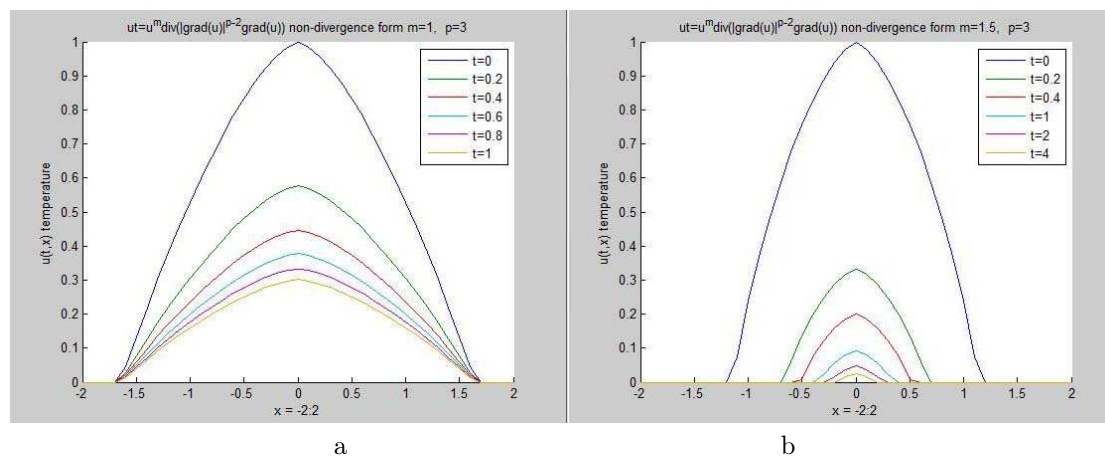 ut=u^m div(|grad(u)|^p-2 grad(u)) non-divergence form m=1, p=3
1
0.9
0.8
0.7
0.6
0.5
0.4
0.3
0.2
0.1
0
u(t,x) temperature
t=0
t=0.2
t=0.4
t=0.6
t=0.8
t=1
-2 -1.5 -1 -0.5 0 0.5 1 1.5 2
x = -2:2
a
ut=u^m div(|grad(u)|^p-2 grad(u)) non-divergence form m=1.5, p=3
1
0.9
0.8
0.7
0.6
0.5
0.4
0.3
0.2
0.1
0
u(t,x) temperature
t=0
t=0.2
t=0.4
t=1
t=2
t=4
-2 -1.5 -1 -0.5 0 0.5 1 1.5 2
x = -2:2
b